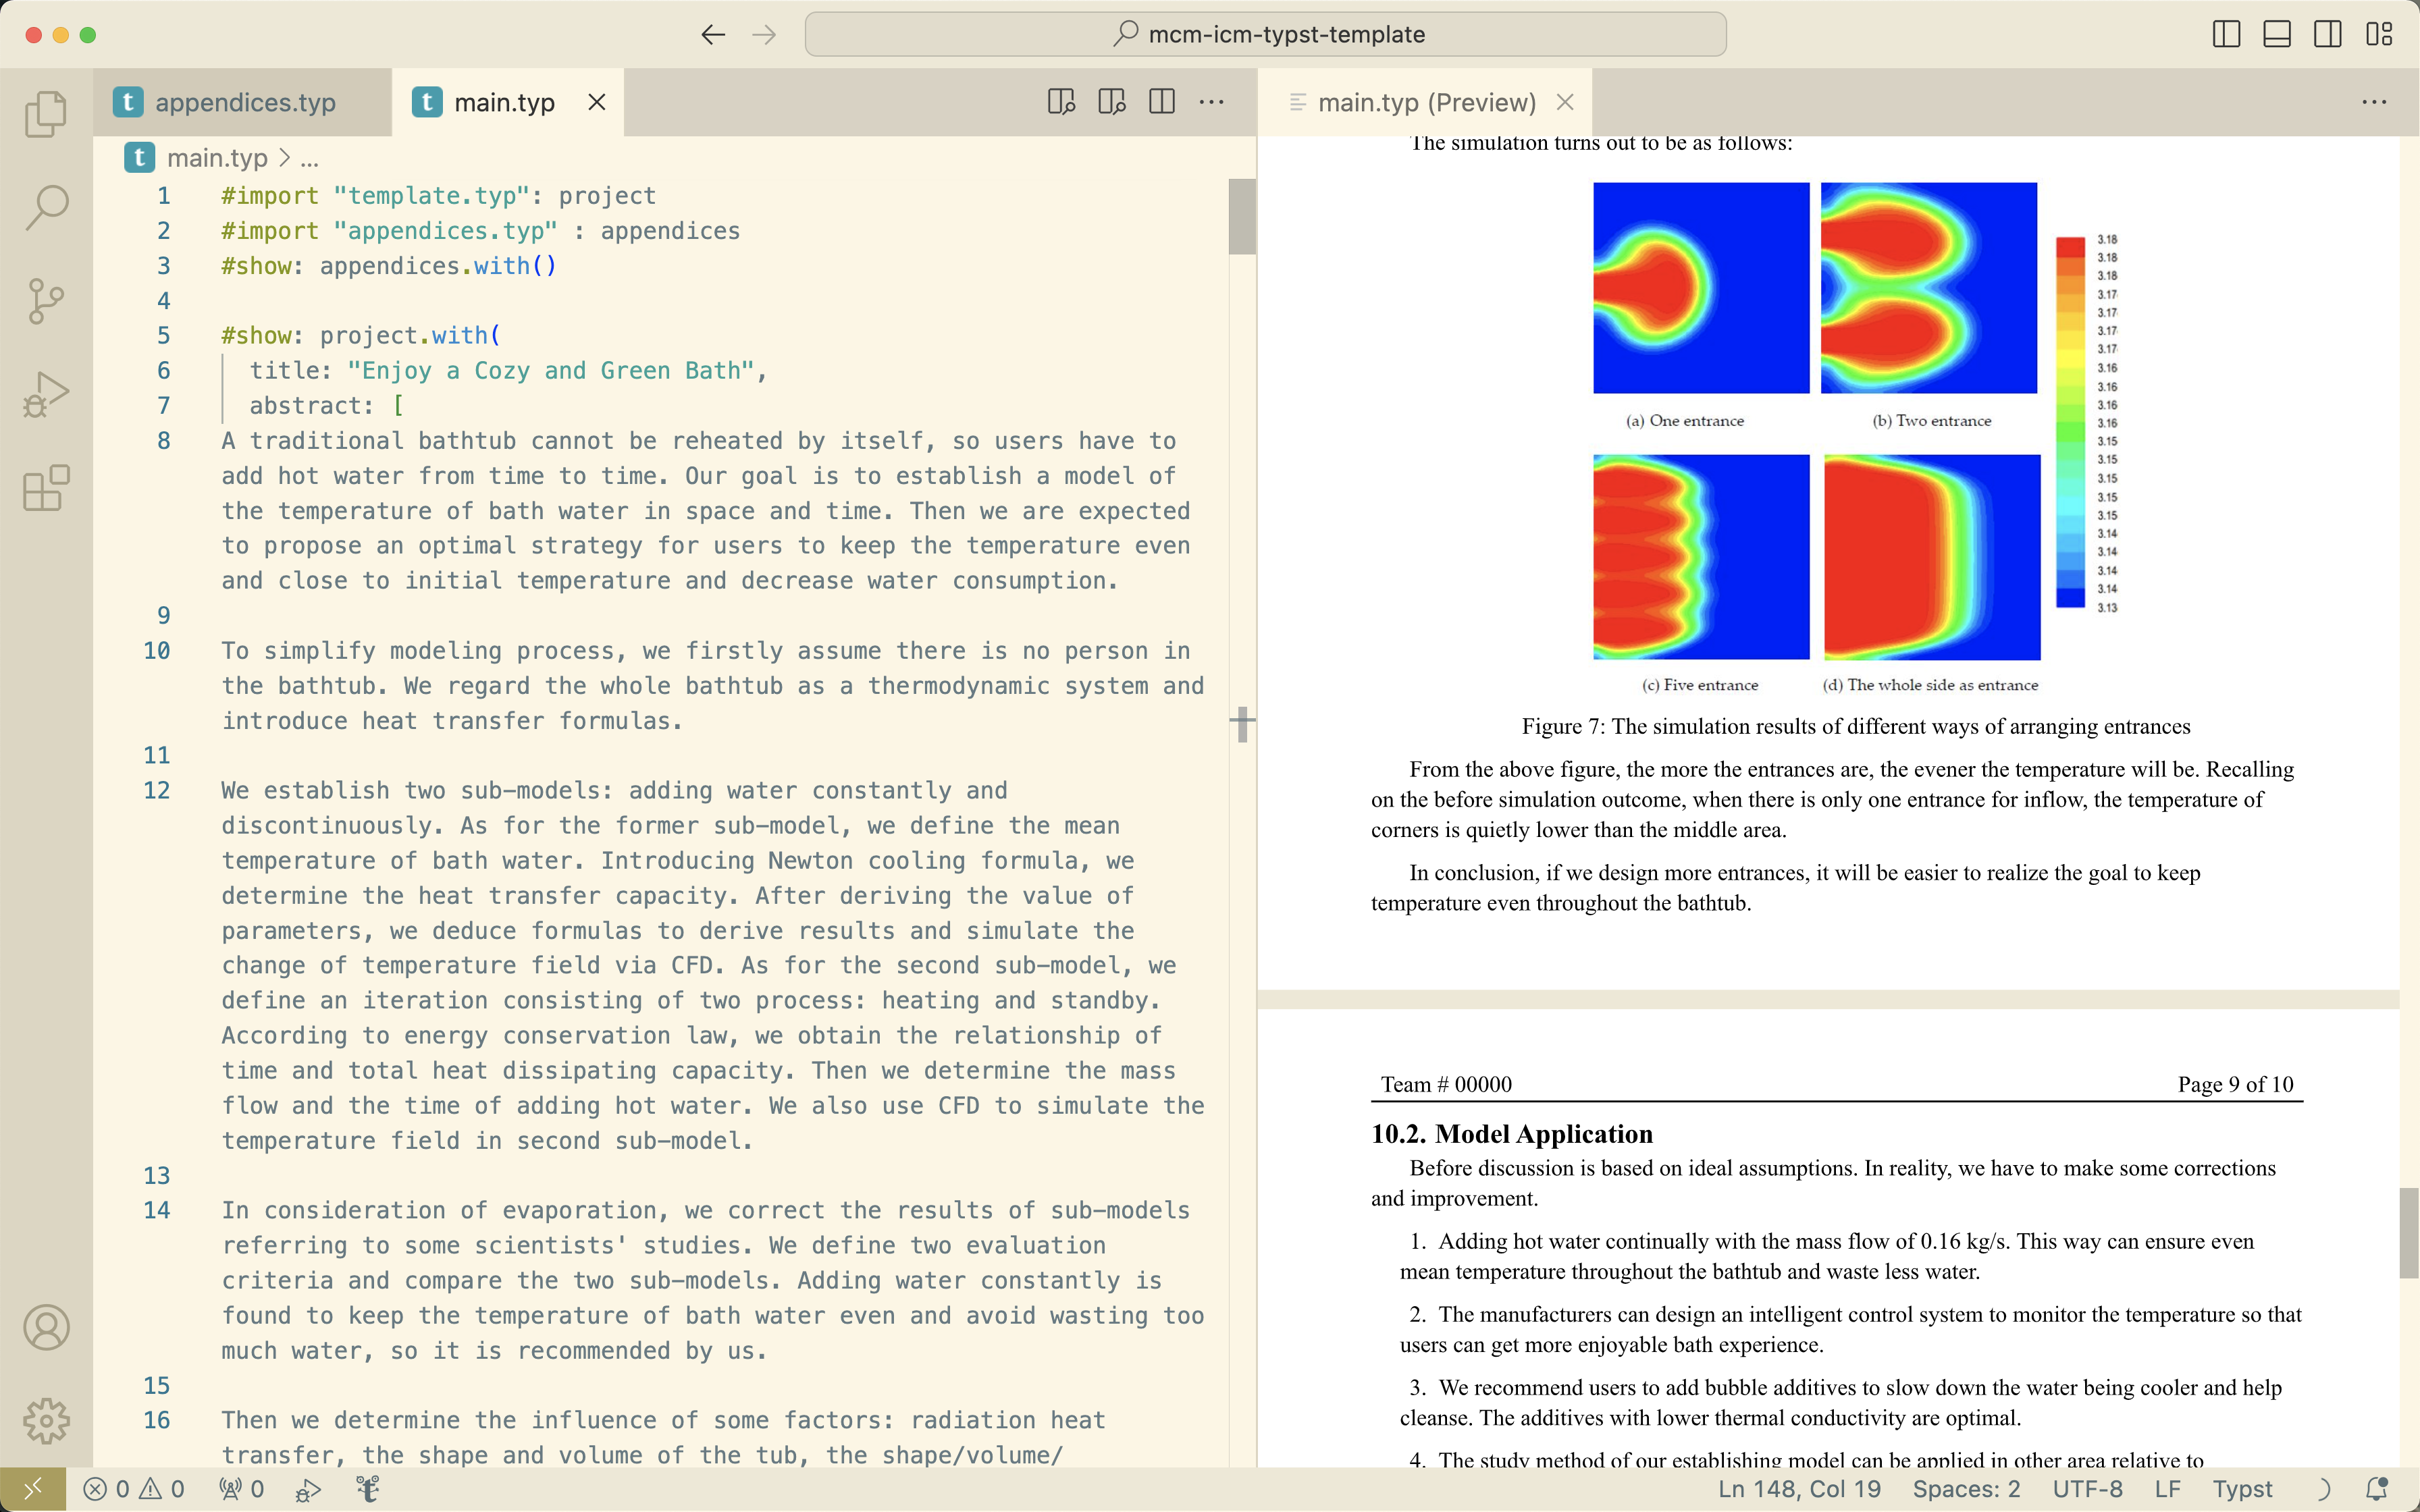 mcm-icm-typst-template
appendices.typ
main.typ
main.typ (Preview)
main.typ > ...
1 #import "template.typ": project
2 #import "appendices.typ" : appendices
3 #show: appendices.with()
4
5 #show: project.with(
6 title: "Enjoy a Cozy and Green Bath",
7 abstract: [
8 A traditional bathtub cannot be reheated by itself, so users have to
add hot water from time to time. Our goal is to establish a model of
the temperature of bath water in space and time. Then we are expected
to propose an optimal strategy for users to keep the temperature even
and close to initial temperature and decrease water consumption.
9
10 To simplify modeling process, we firstly assume there is no person in
the bathtub. We regard the whole bathtub as a thermodynamic system and
introduce heat transfer formulas.
11
12 We establish two sub-models: adding water constantly and
discontinuously. As for the former sub-model, we define the mean
temperature of bath water. Introducing Newton cooling formula, we
determine the heat transfer capacity. After deriving the value of
parameters, we deduce formulas to derive results and simulate the
change of temperature field via CFD. As for the second sub-model, we
define an iteration consisting of two process: heating and standby.
According to energy conservation law, we obtain the relationship of
time and total heat dissipating capacity. Then we determine the mass
flow and the time of adding hot water. We also use CFD to simulate the
temperature field in second sub-model.
13
14 In consideration of evaporation, we correct the results of sub-models
referring to some scientists' studies. We define two evaluation
criteria and compare the two sub-models. Adding water constantly is
found to keep the temperature of bath water even and avoid wasting too
much water, so it is recommended by us.
15
16 Then we determine the influence of some factors: radiation heat
transfer, the shape and volume of the tub, the shape/volume/
The simulation turns out to be as follows:
3.18
3.18
3.18
3.17
3.17
3.17
3.17
3.16
3.16
3.16
3.16
3.15
3.15
3.15
3.15
3.15
3.14
3.14
3.14
3.14
3.13
(a) One entrance
(b) Two entrance
(c) Five entrance
(d) The whole side as entrance
Figure 7: The simulation results of different ways of arranging entrances
From the above figure, the more the entrances are, the evener the temperature will be. Recalling
on the before simulation outcome, when there is only one entrance for inflow, the temperature of
corners is quietly lower than the middle area.
In conclusion, if we design more entrances, it will be easier to realize the goal to keep
temperature even throughout the bathtub.
Team # 00000
Page 9 of 10
10.2. Model Application
Before discussion is based on ideal assumptions. In reality, we have to make some corrections
and improvement.
1. Adding hot water continually with the mass flow of 0.16 kg/s. This way can ensure even
mean temperature throughout the bathtub and waste less water.
2. The manufacturers can design an intelligent control system to monitor the temperature so that
users can get more enjoyable bath experience.
3. We recommend users to add bubble additives to slow down the water being cooler and help
cleanse. The additives with lower thermal conductivity are optimal.
4. The study method of our establishing model can be applied in other area relative to
0 0 0
Ln 148, Col 19
Spaces: 2
UTF-8
LF
Typst